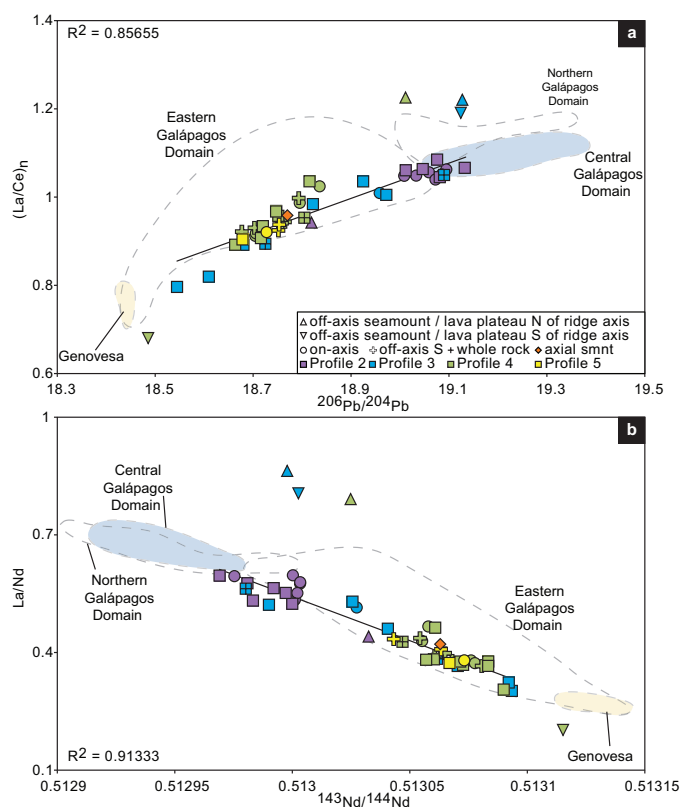 R² = 0.85655
a
1.4
1.2
1
0.8
0.6
(La/Ce)n
Eastern
Galápagos
Domain
Northern
Galápagos
Domain
Central
Galápagos
Domain
Genovesa
off-axis seamount / lava plateau N of ridge axis
off-axis seamount / lava plateau S of ridge axis
on-axis off-axis S + whole rock axial smnt
Profile 2 Profile 3 Profile 4 Profile 5
18.3 18.5 18.7 18.9 19.1 19.3 19.5
²⁰⁶Pb/²⁰⁴Pb
b
1
0.7
0.4
0.1
La/Nd
Central
Galápagos
Domain
Northern
Galápagos
Domain
Eastern
Galápagos
Domain
Genovesa
R² = 0.91333
0.5129 0.51295 0.513 0.51305 0.5131 0.51315
¹⁴³Nd/¹⁴⁴Nd